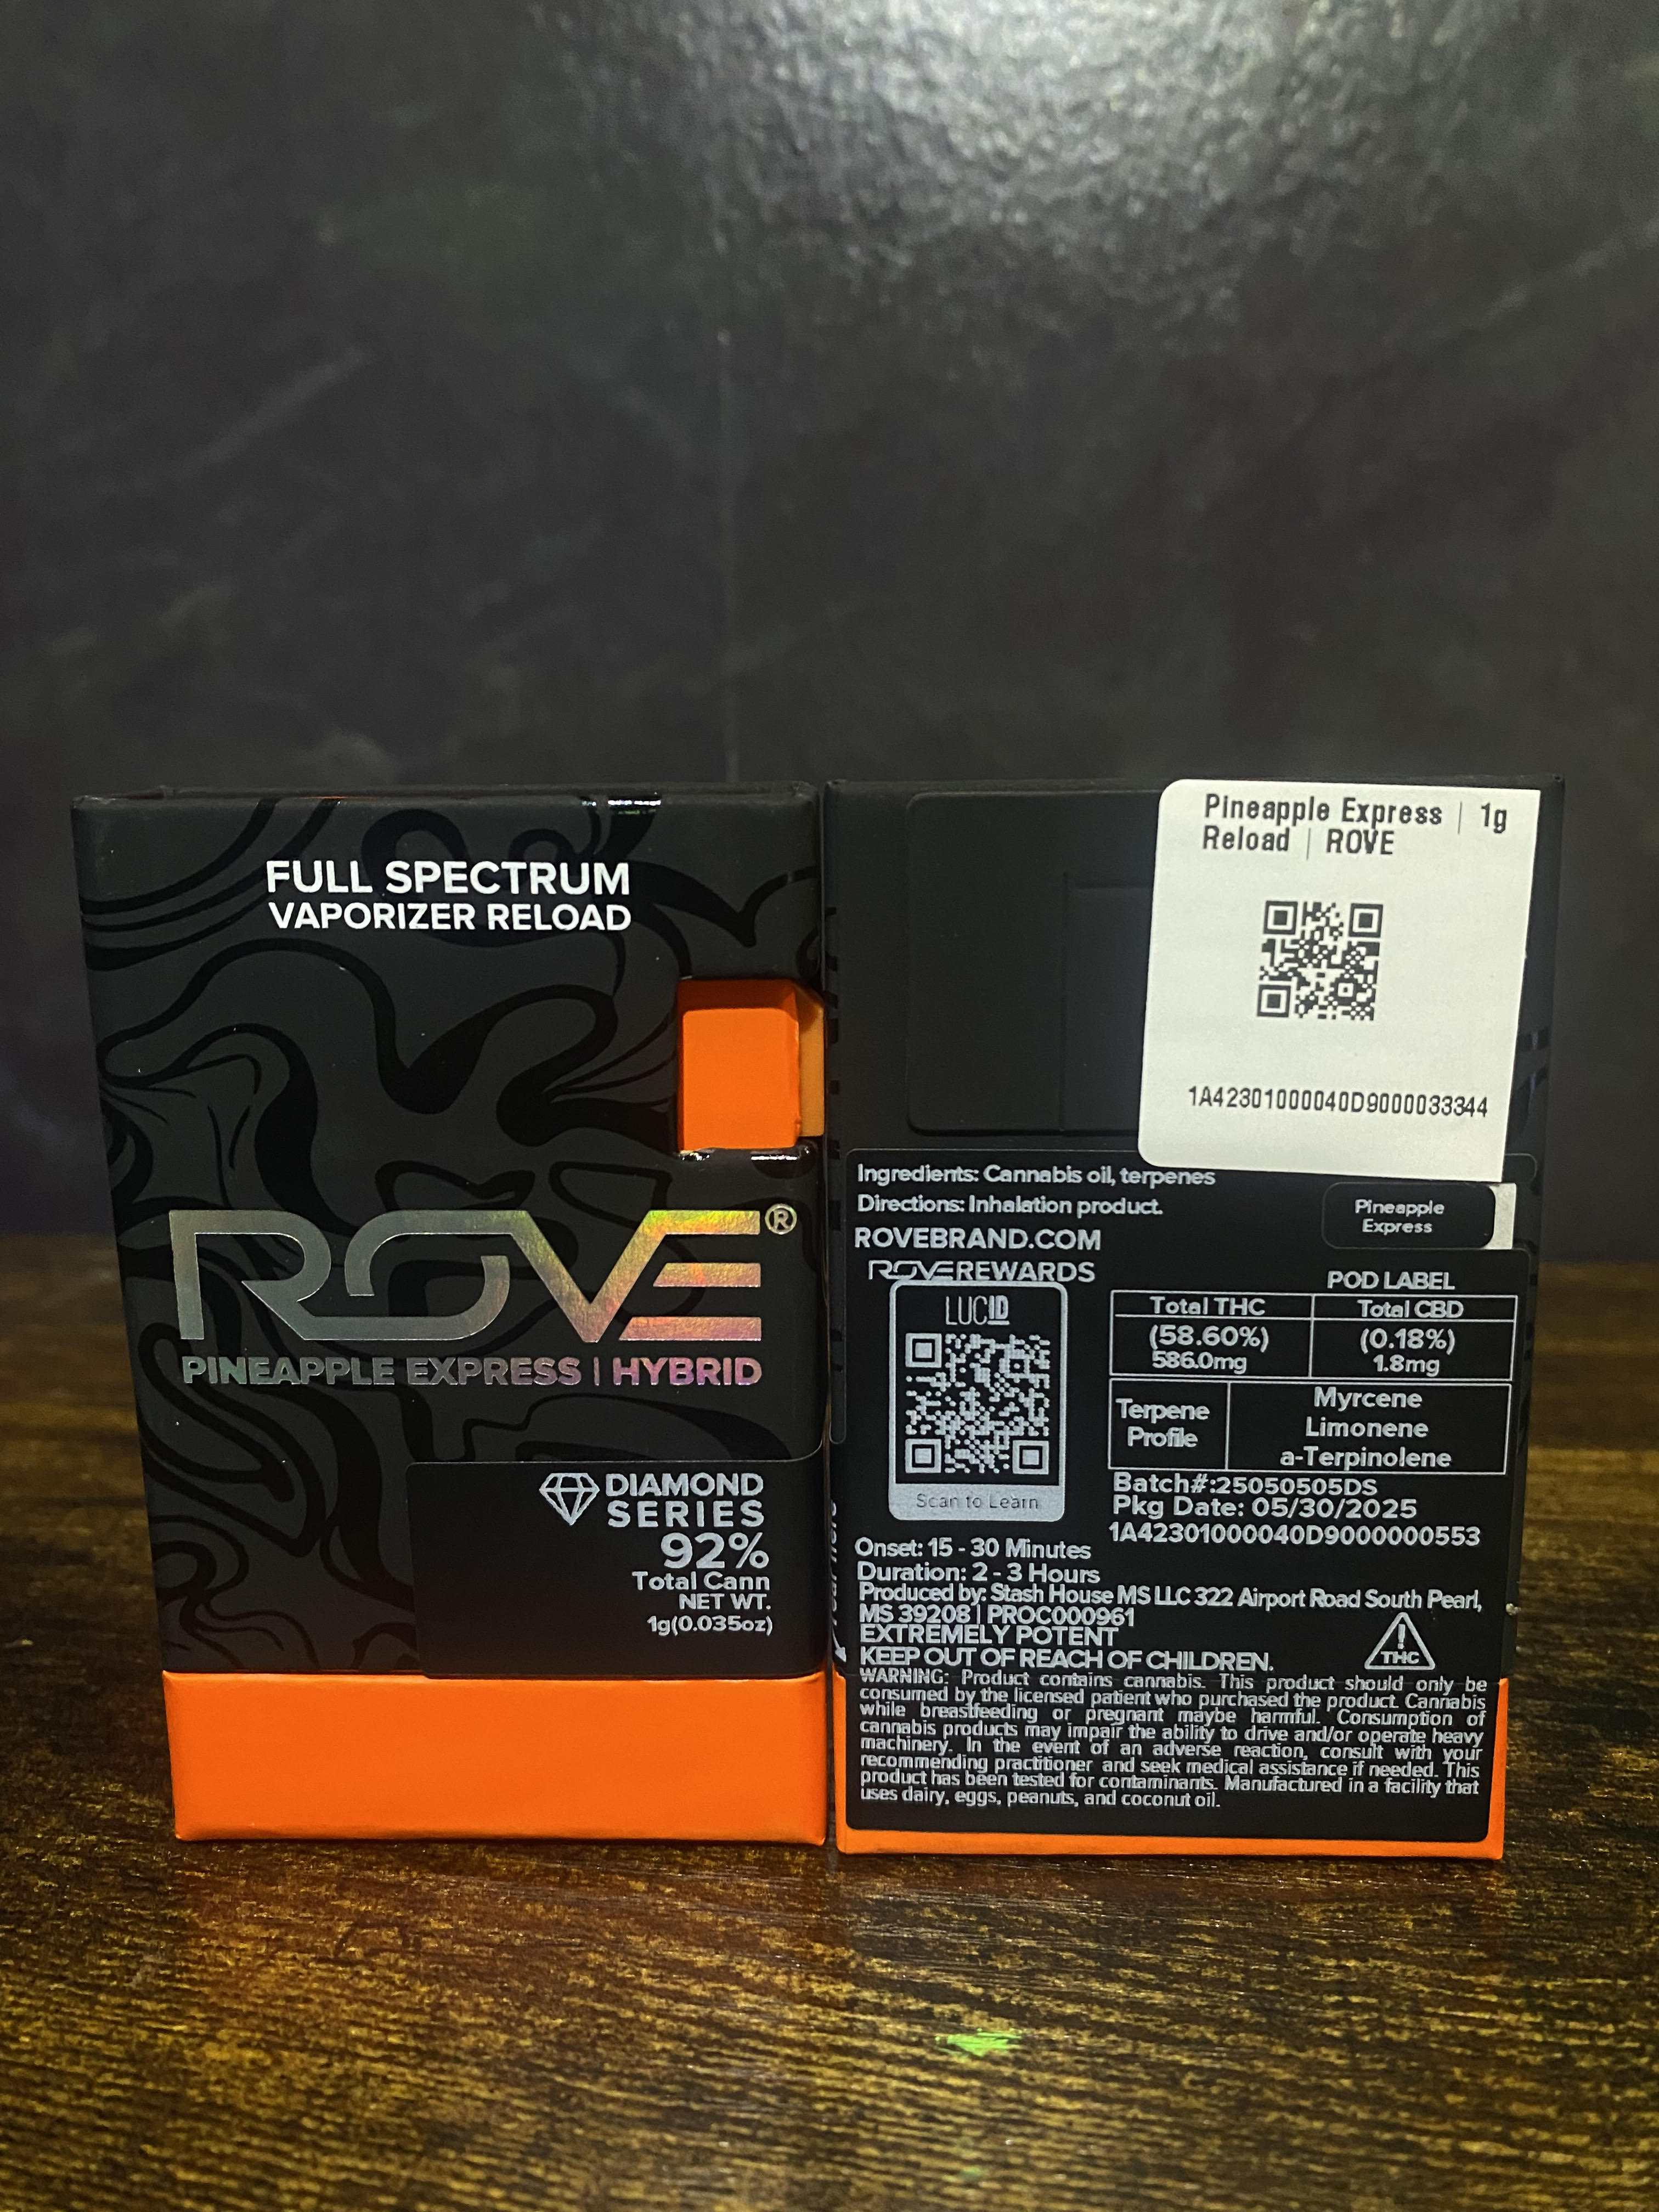 FULL SPECTRUM
VAPORIZER RELOAD
ROVE®
PINEAPPLE EXPRESS | HYBRID
DIAMOND
SERIES
92%
Total Cann
NET WT.
1g(0.035oz)
Pineapple Express | 1g
Reload | ROVE
1A42301000040D9000033344
Ingredients: Cannabis oil, terpenes
Directions: Inhalation product.
Pineapple
Express
ROVEBRAND.COM
ROVE REWARDS
LUCID
Scan to Learn
POD LABEL
Total THC
Total CBD
(58.60%)
(0.18%)
586.0mg
1.8mg
Terpene
Profile
Myrcene
Limonene
a-Terpinolene
Batch#:25050505DS
Pkg Date: 05/30/2025
1A42301000040D9000000553
Onset: 15 - 30 Minutes
Duration: 2 - 3 Hours
Produced by: Stash House MS LLC 322 Airport Road South Pearl,
MS 39208 | PROC000961
EXTREMELY POTENT
KEEP OUT OF REACH OF CHILDREN.
THC
WARNING: Product contains cannabis. This product should only be
consumed by the licensed patient who purchased the product. Cannabis
while breastfeeding or pregnant maybe harmful. Consumption of
cannabis products may impair the ability to drive and/or operate heavy
machinery. In the event of an adverse reaction, consult with your
recommending practitioner and seek medical assistance if needed. This
product has been tested for contaminants. Manufactured in a facility that
uses dairy, eggs, peanuts, and coconut oil.